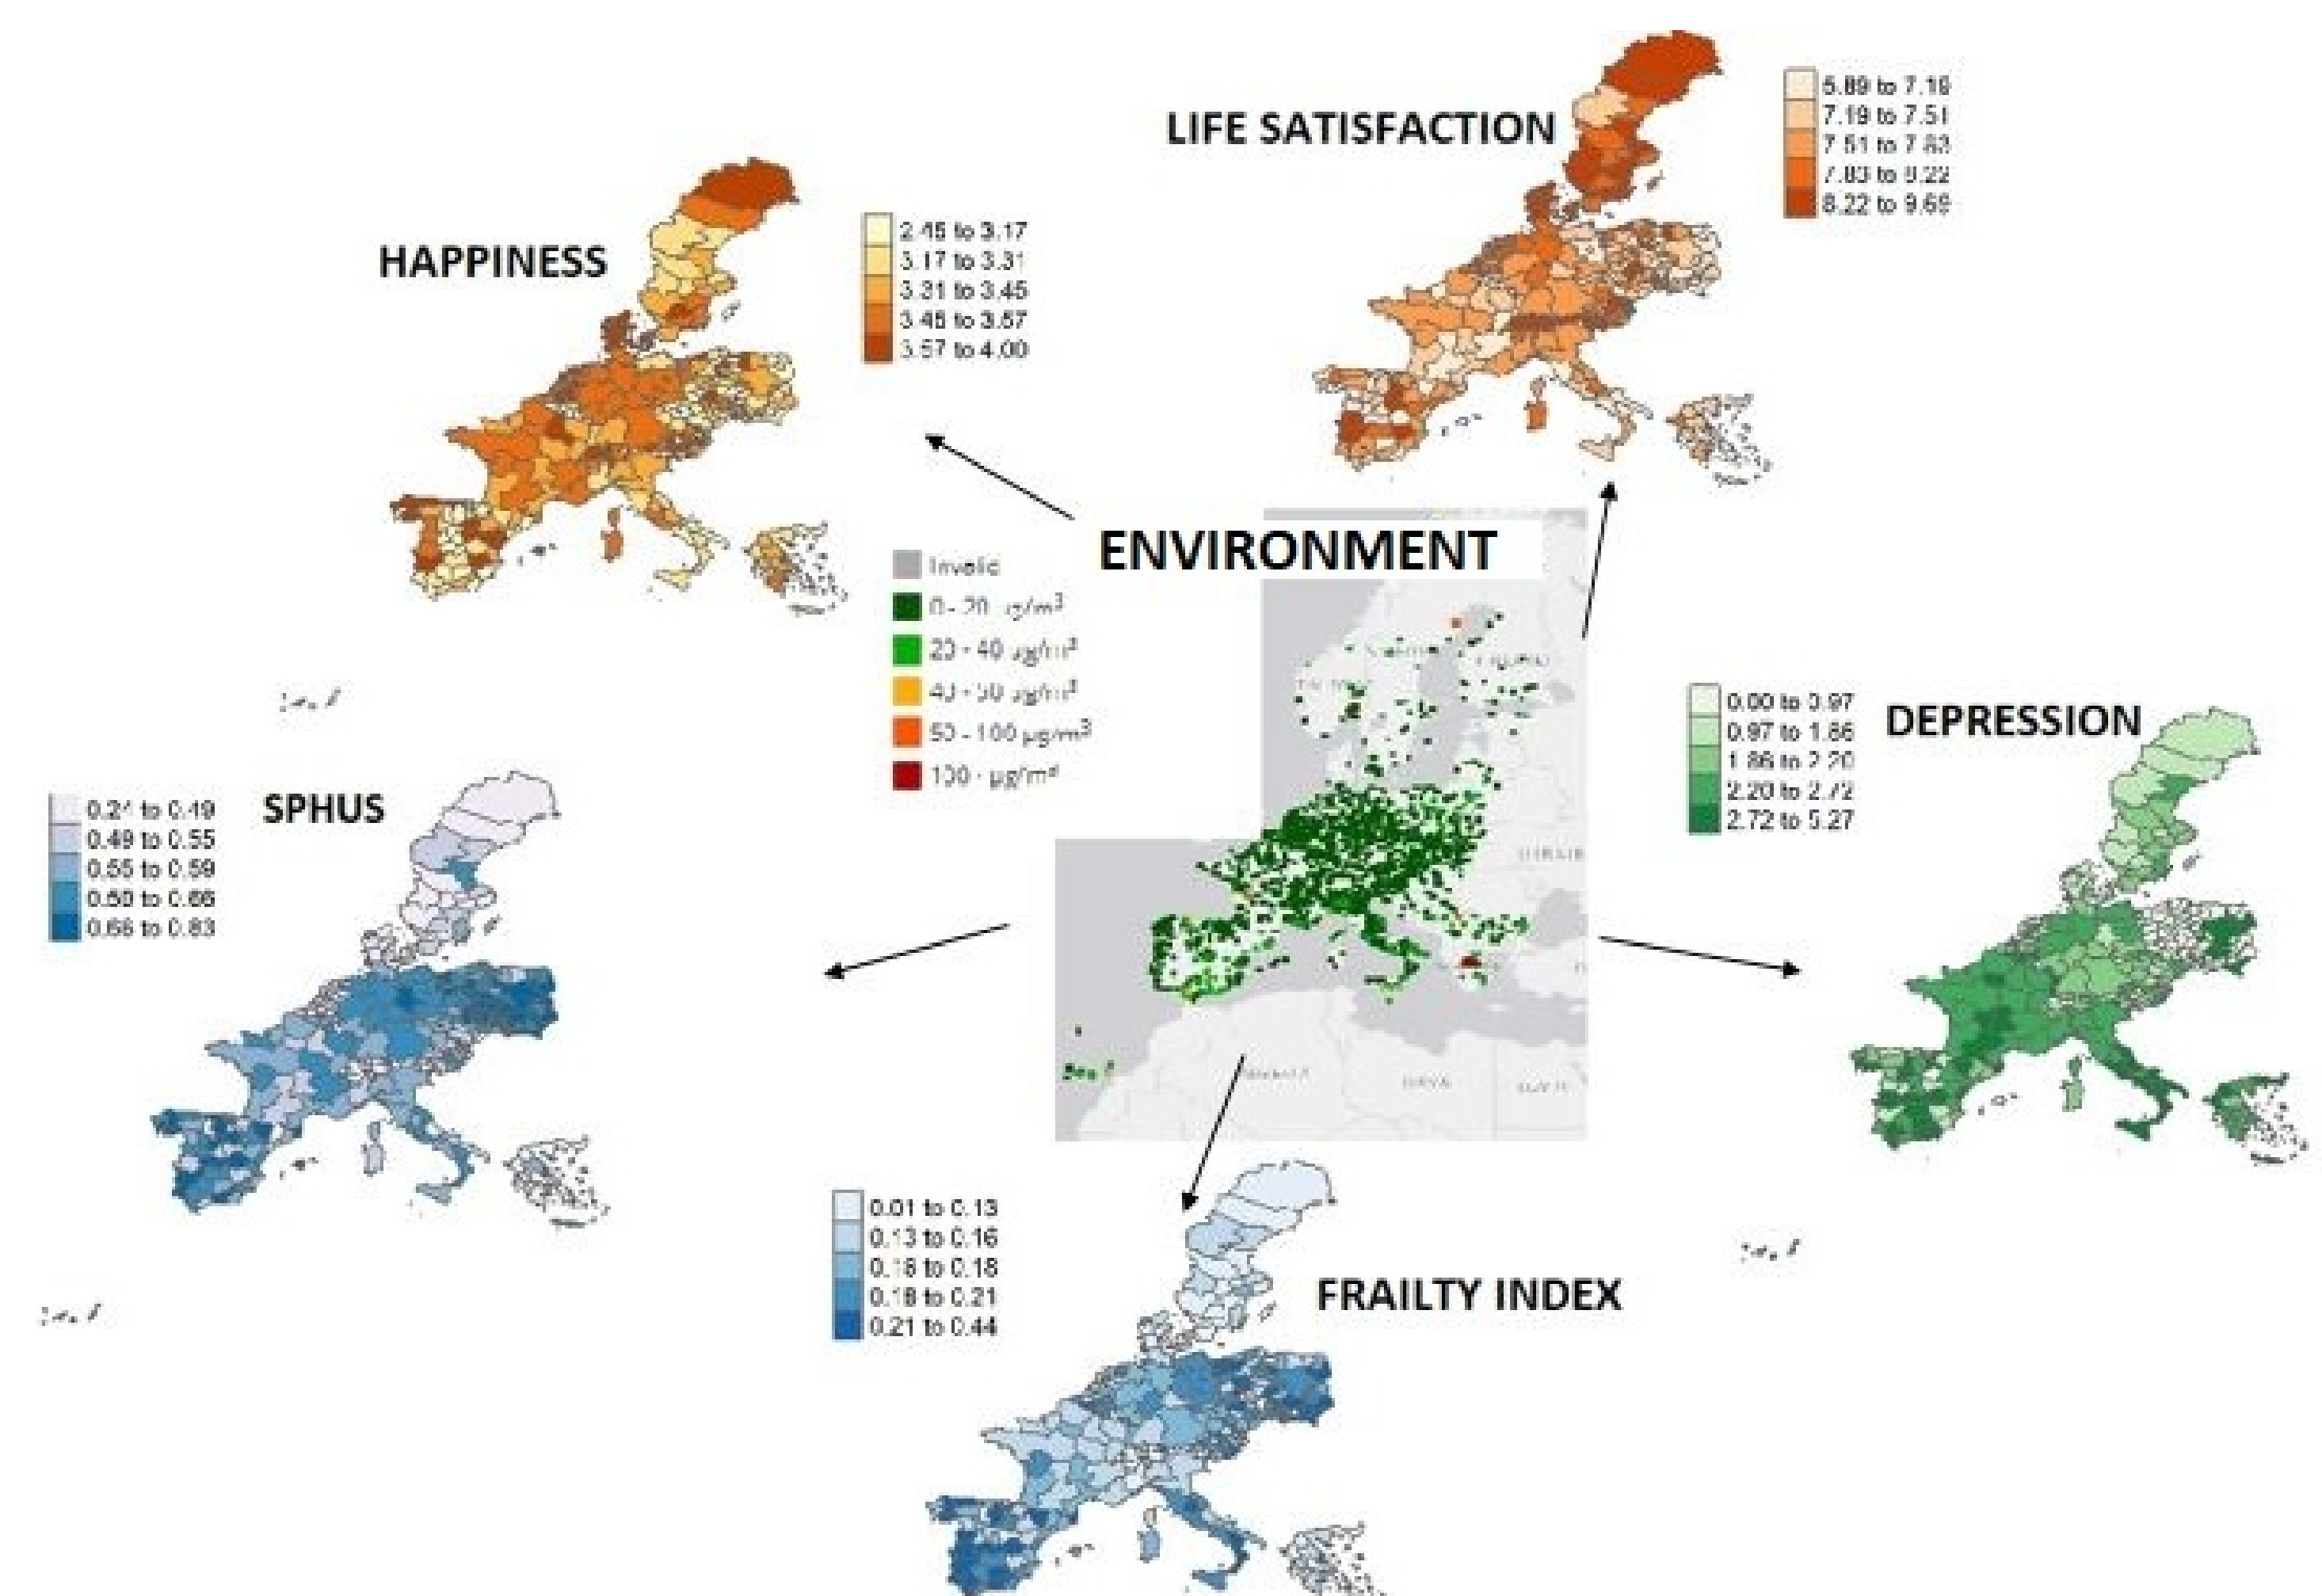 LIFE SATISFACTION
5.89 to 7.19
7.19 to 7.51
7.51 to 7.83
7.83 to 8.22
8.22 to 9.69
HAPPINESS
2.45 to 3.17
3.17 to 3.31
3.31 to 3.45
3.45 to 3.57
3.57 to 4.00
ENVIRONMENT
Invalid
0 - 20 µg/m³
20 - 40 µg/m³
40 - 50 µg/m³
50 - 100 µg/m³
100 - µg/m³
DEPRESSION
0.00 to 0.97
0.97 to 1.86
1.86 to 2.20
2.20 to 2.72
2.72 to 5.27
SPHUS
to 0.49
0.49 to 0.55
0.55 to 0.59
to 0.66
0.66 to 0.83
0.01 to 0.13
0.13 to 0.16
to 0.18
0.18 to 0.21
0.21 to 0.44
FRAILTY INDEX